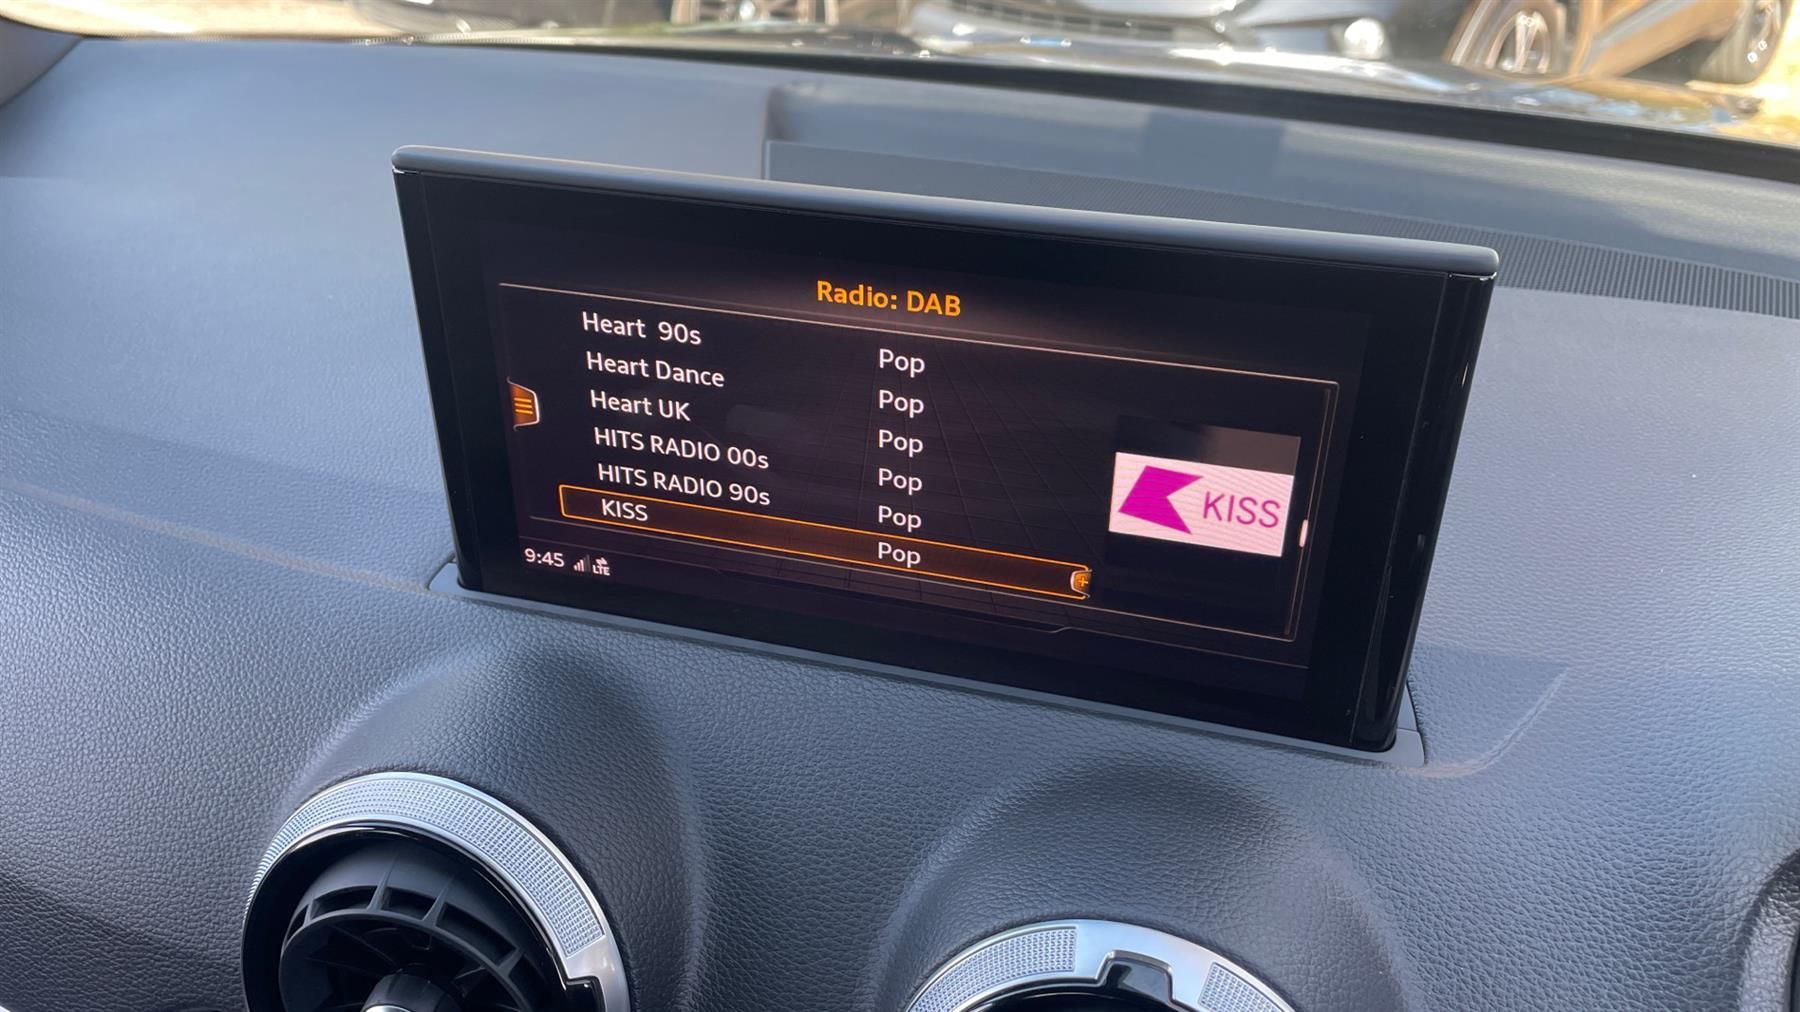 Radio: DAB
Heart 90s Pop
Heart Dance Pop
Heart UK Pop
HITS RADIO 00s Pop
HITS RADIO 90s Pop
KISS Pop
KISS
9:45 LTE